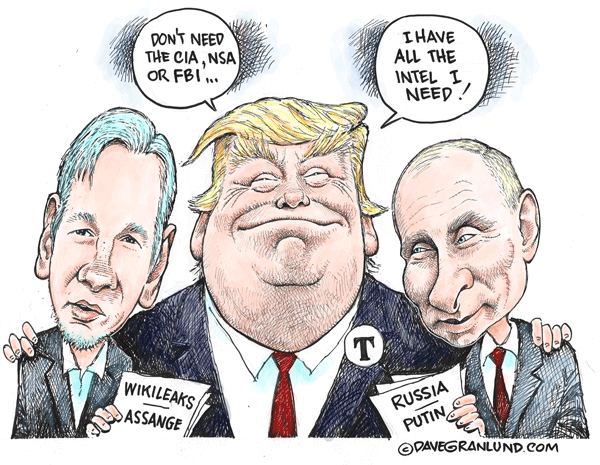 DON'T NEED
THE CIA, NSA
OR FBI...
I HAVE
ALL THE
INTEL I
NEED!
T
WIKILEAKS
ASSANGE
RUSSIA
PUTIN
©DAVEGRANLUND.COM